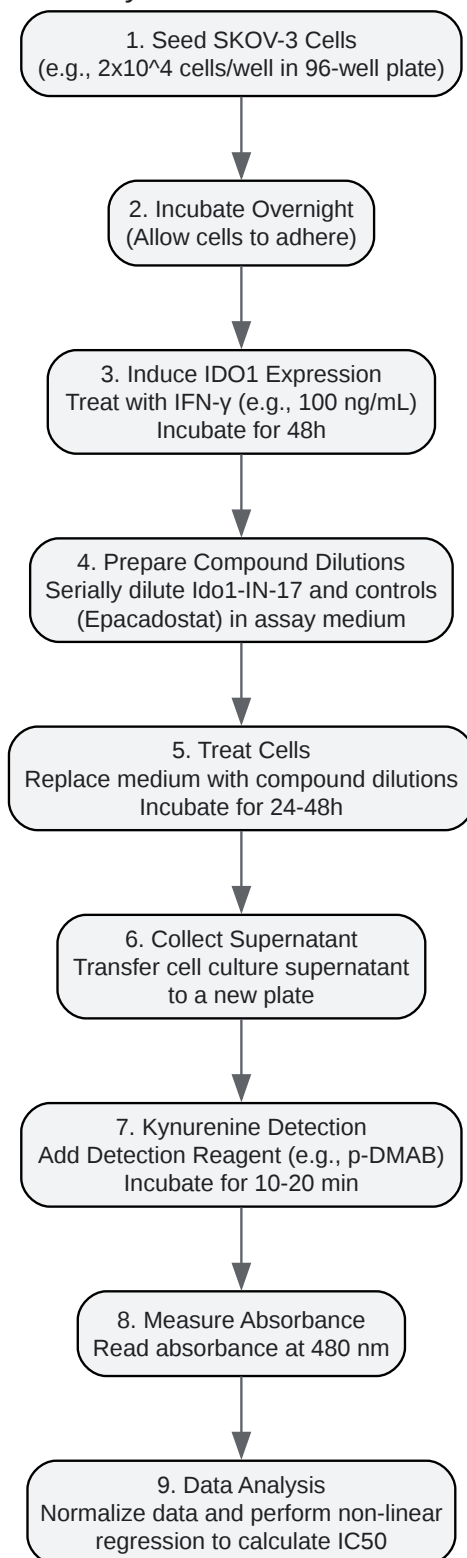 1. Seed SKOV-3 Cells
(e.g., 2x10^4 cells/well in 96-well plate)
2. Incubate Overnight
(Allow cells to adhere)
3. Induce IDO1 Expression
Treat with IFN-γ (e.g., 100 ng/mL)
Incubate for 48h
4. Prepare Compound Dilutions
Serially dilute Ido1-IN-17 and controls
(Epacadostat) in assay medium
5. Treat Cells
Replace medium with compound dilutions
Incubate for 24-48h
6. Collect Supernatant
Transfer cell culture supernatant
to a new plate
7. Kynurenine Detection
Add Detection Reagent (e.g., p-DMAB)
Incubate for 10-20 min
8. Measure Absorbance
Read absorbance at 480 nm
9. Data Analysis
Normalize data and perform non-linear
regression to calculate IC50